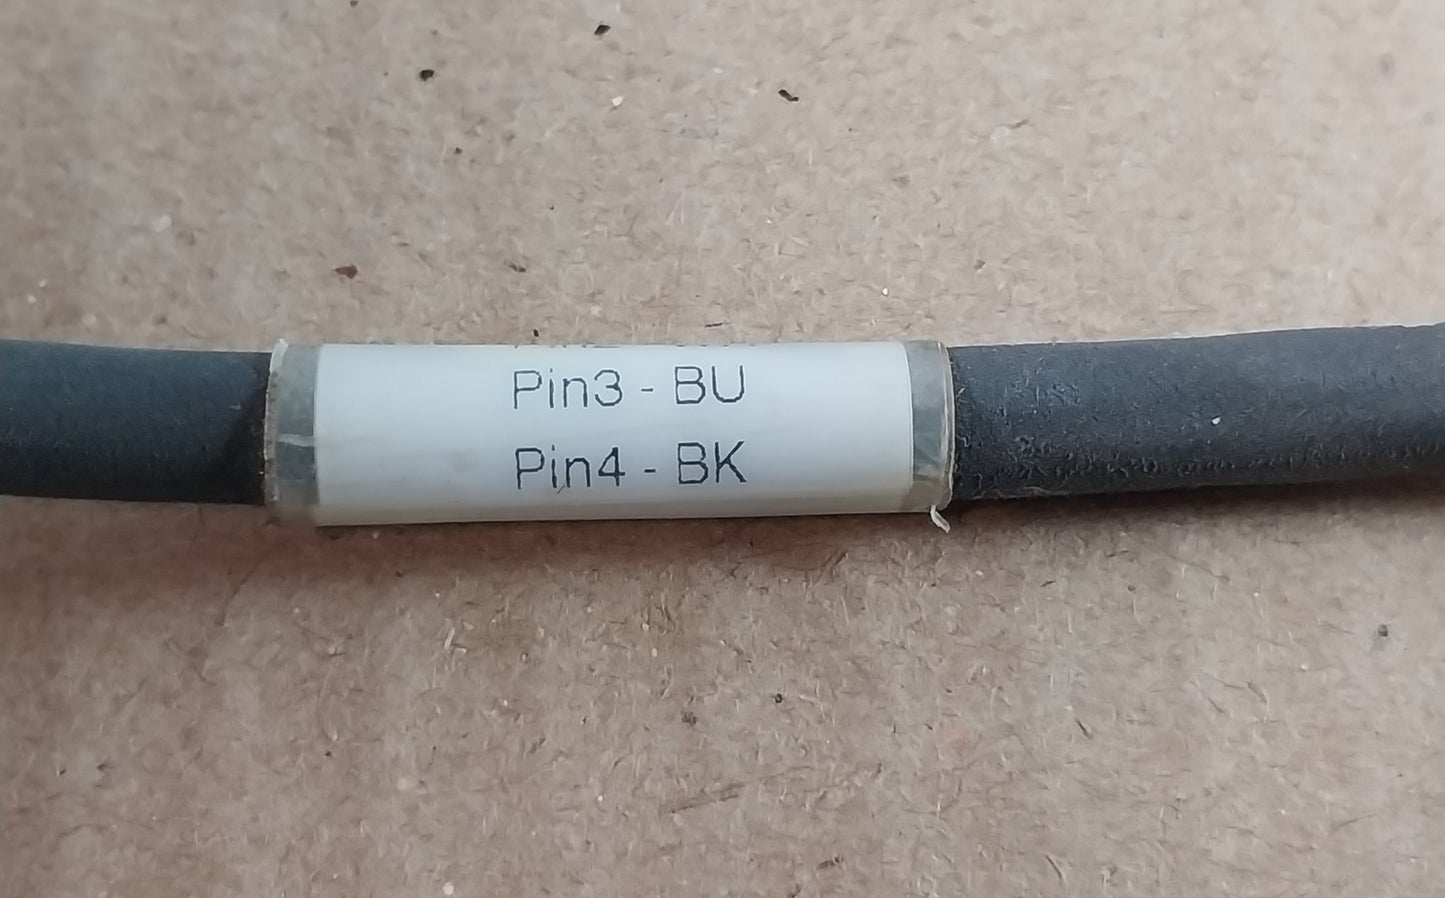 Pin3 - BU
Pin4 - BK